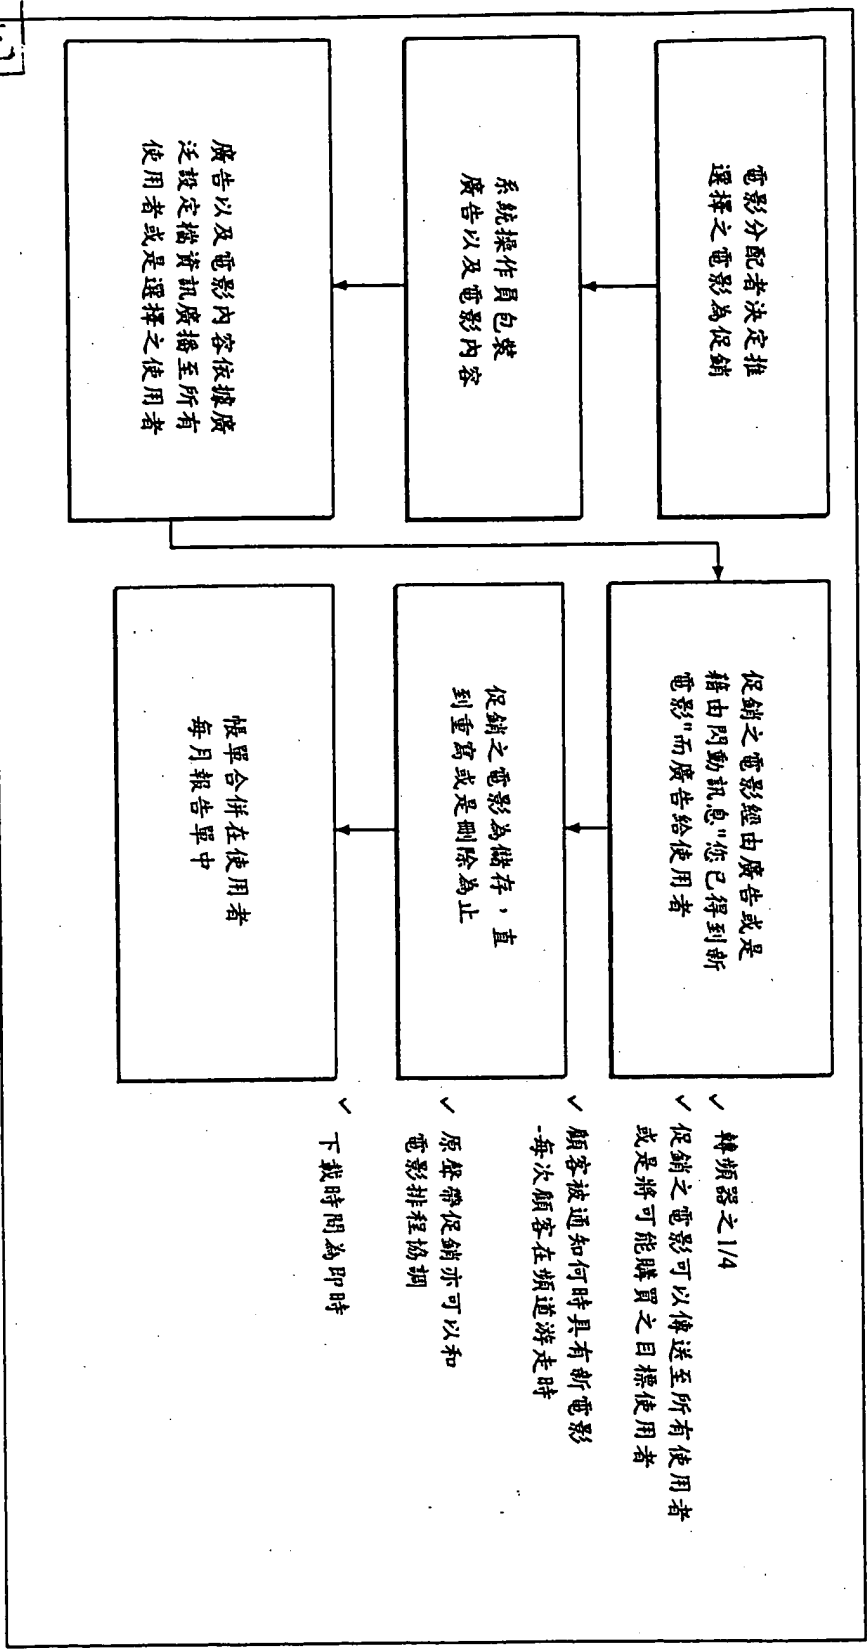 電影分配者決定推
選擇之電影為促銷
系統操作員包裝
廣告以及電影內容
廣告以及電影內容依據廣
泛設定檔資訊廣播至所有
使用者或是選擇之使用者
促銷之電影經由廣告或是
藉由閃動訊息"您已得到新
電影"而廣告給使用者
促銷之電影為儲存，直
到重寫或是刪除為止
帳單合併在使用者
每月報告單中
✓ 轉頻器之1/4
✓ 促銷之電影可以傳送至所有使用者
或是將可能購買之目標使用者
✓ 顧客被通知何時具有新電影
-每次顧客在頻道游走時
✓ 原聲帶促銷亦可以和
電影排程協調
✓ 下載時間為即時